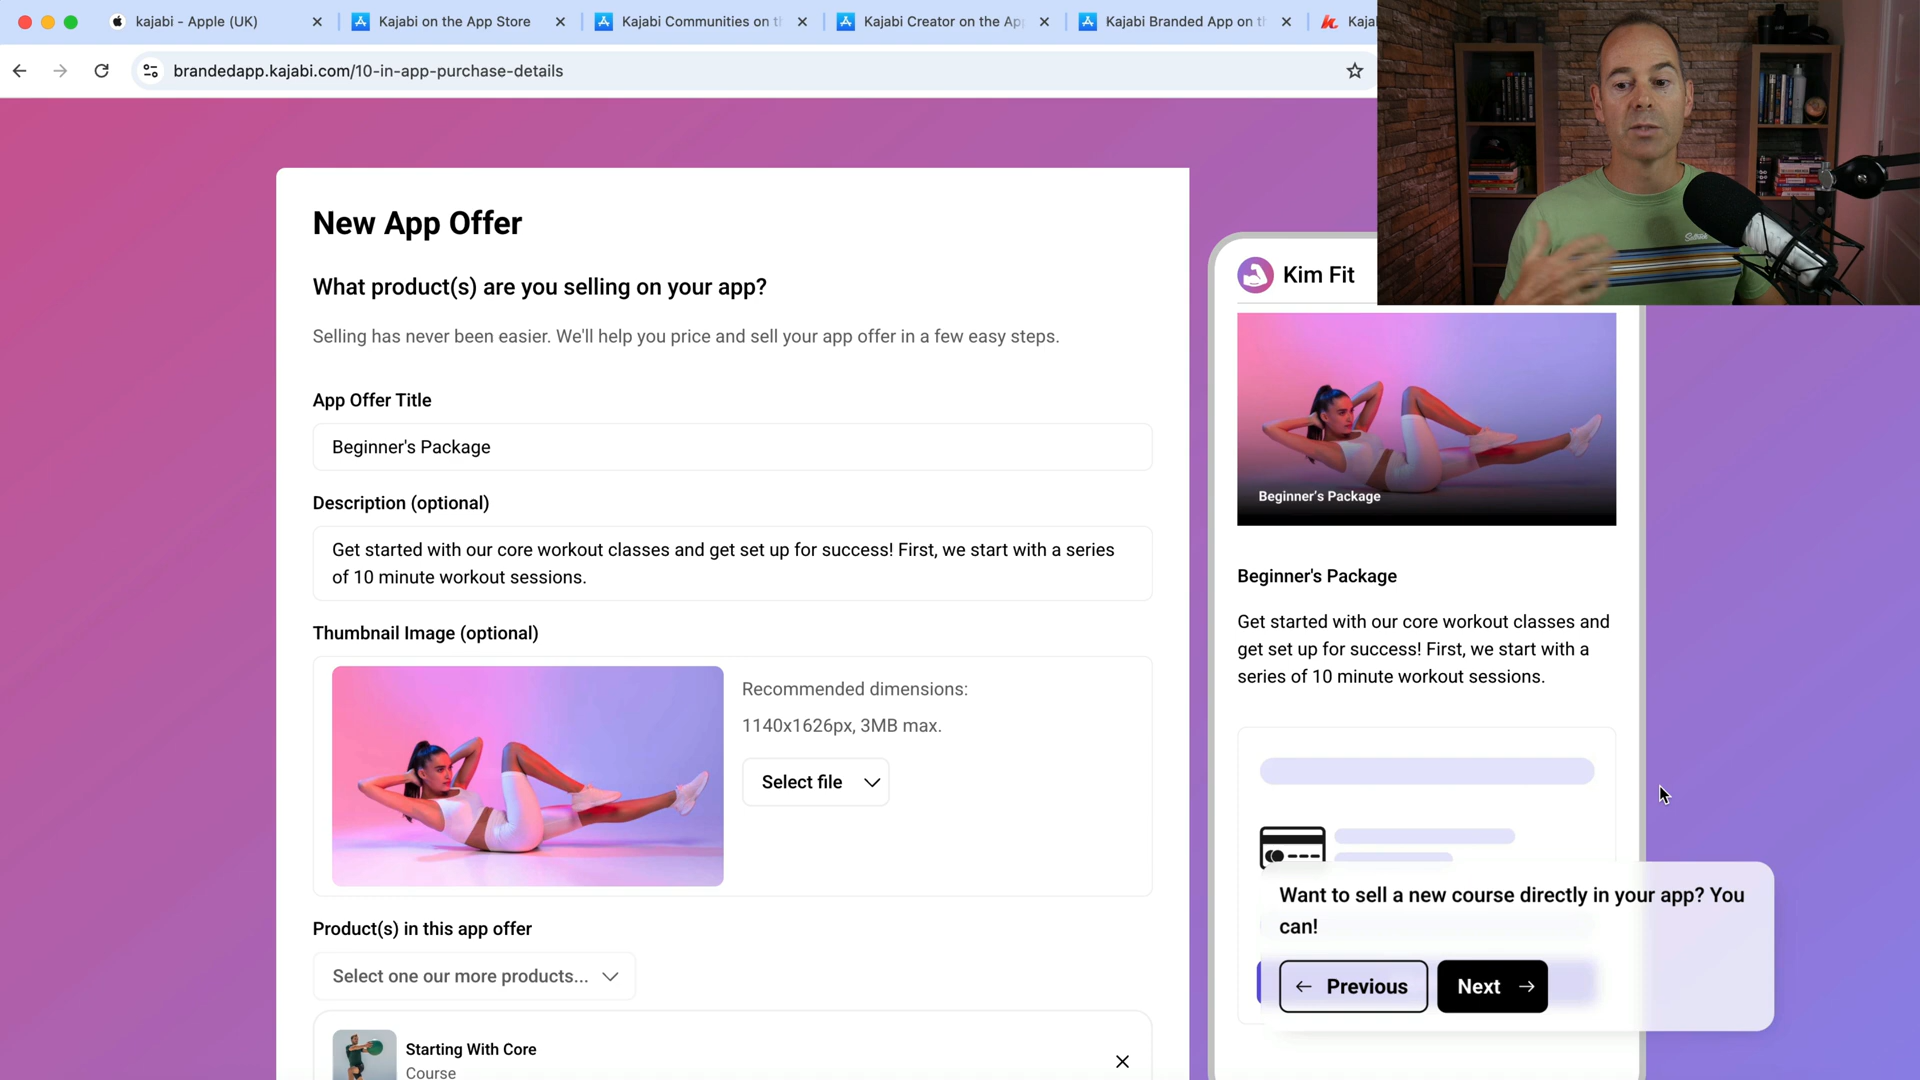 kajabi - Apple (UK)
Kajabi on the App Store
Kajabi Communities on t
Kajabi Creator on the Ap
Kajabi Branded App on t
Kaja
brandedapp.kajabi.com/10-in-app-purchase-details
New App Offer
What product(s) are you selling on your app?
Selling has never been easier. We'll help you price and sell your app offer in a few easy steps.
App Offer Title
Beginner's Package
Description (optional)
Get started with our core workout classes and get set up for success! First, we start with a series
of 10 minute workout sessions.
Thumbnail Image (optional)
Recommended dimensions:
1140x1626px, 3MB max.
Select file
Product(s) in this app offer
Select one our more products...
Starting With Core
Course
Kim Fit
Beginner's Package
Beginner's Package
Get started with our core workout classes and
get set up for success! First, we start with a
series of 10 minute workout sessions.
Want to sell a new course directly in your app? You
can!
Previous
Next